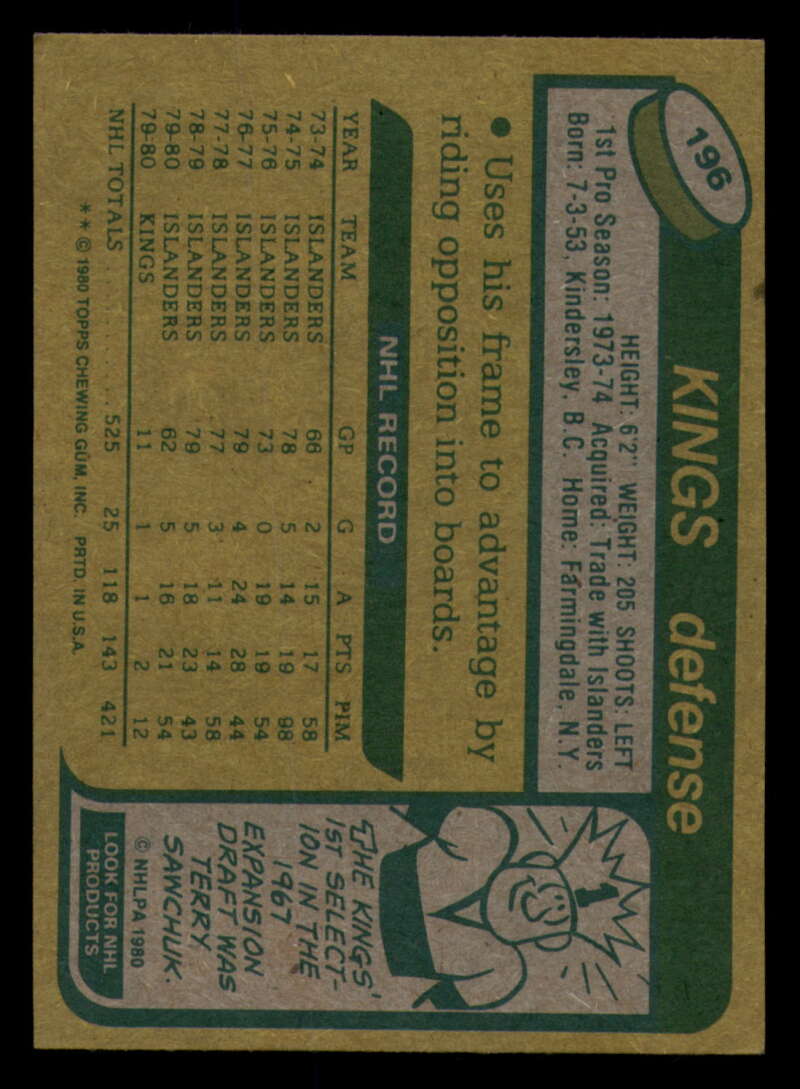 196
KINGS defense
HEIGHT: 6'2" WEIGHT: 205 SHOOTS: LEFT
1st Pro Season: 1973-74 Acquired: Trade with Islanders
Born: 7-3-53, Kindersley, B.C. Home: Farmingdale, N.Y.
● Uses his frame to advantage by
riding opposition into boards.
NHL RECORD
YEAR TEAM GP G A PTS PIM
73-74 ISLANDERS 66 2 15 17 58
74-75 ISLANDERS 78 5 14 19 98
75-76 ISLANDERS 73 0 19 19 54
76-77 ISLANDERS 79 4 24 28 44
77-78 ISLANDERS 77 3 11 14 58
78-79 ISLANDERS 79 5 18 23 43
79-80 ISLANDERS 62 5 16 21 54
79-80 KINGS 11 1 1 2 12
NHL TOTALS .......... 525 25 118 143 421
** © 1980 TOPPS CHEWING GUM, INC. PRTD. IN U.S.A.
1
THE KINGS'
1ST SELECT-
ION IN THE
1967
EXPANSION
DRAFT WAS
TERRY
SAWCHUK.
© NHLPA 1980
LOOK FOR NHL
PRODUCTS